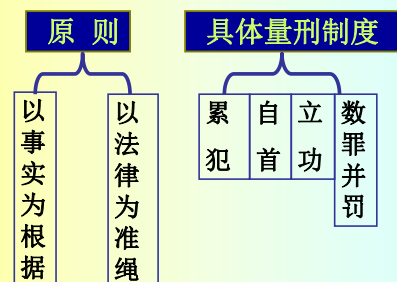 原 则
具体量刑制度
以事实为根据
以法律为准绳
累犯
自首
立功
数罪并罚